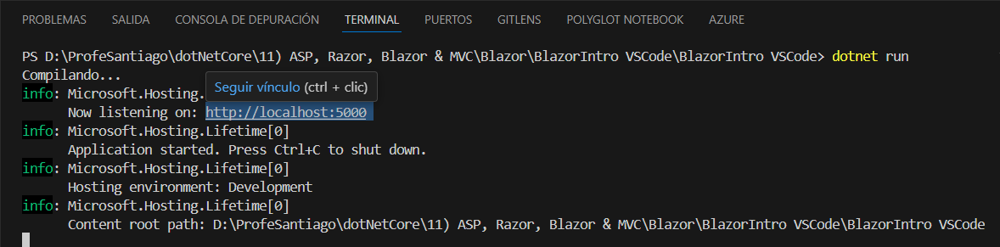 PROBLEMAS SALIDA CONSOLA DE DEPURACIÓN TERMINAL PUERTOS GITLENS POLYGLOT NOTEBOOK AZURE
PS D:\ProfeSantiago\dotNetCore\11) ASP, Razor, Blazor & MVC\Blazor\BlazorIntro VSCode\BlazorIntro VSCode> dotnet run
Compilando...
Seguir vínculo (ctrl + clic)
info: Microsoft.Hosting.
Now listening on: http://localhost:5000
info: Microsoft.Hosting.Lifetime[0]
Application started. Press Ctrl+C to shut down.
info: Microsoft.Hosting.Lifetime[0]
Hosting environment: Development
info: Microsoft.Hosting.Lifetime[0]
Content root path: D:\ProfeSantiago\dotNetCore\11) ASP, Razor, Blazor & MVC\Blazor\BlazorIntro VSCode\BlazorIntro VSCode